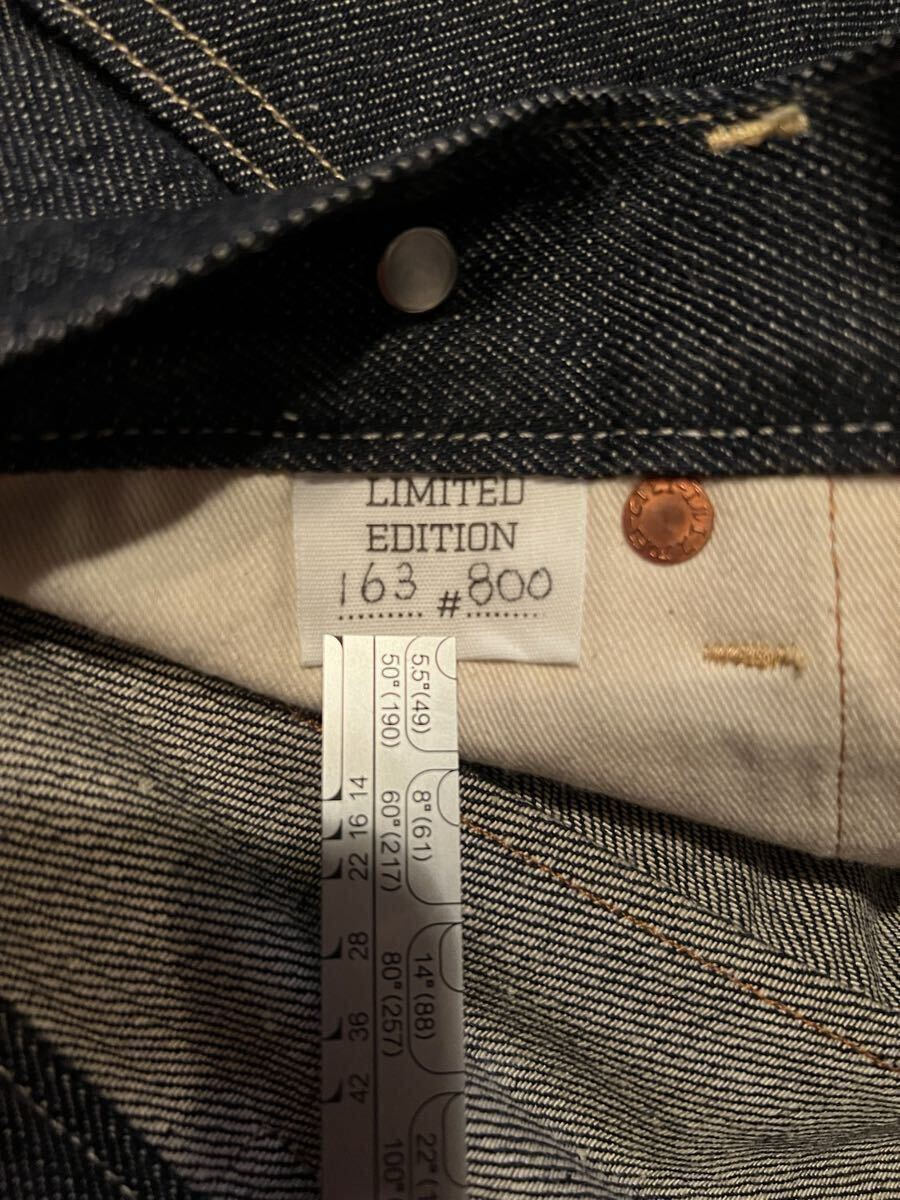 LIMITED
EDITION
163 #800
5.5"(49) 8"(61) 14"(88) 22"
50"(190) 60"(217) 80"(257) 100"
14 16 22 28 36 42